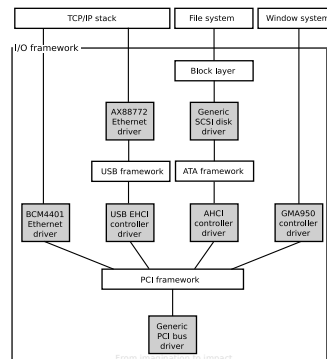 TCP/IP stack
File system
Window system
I/O framework
Block layer
AX88772
Ethernet
driver
Generic
SCSI disk
driver
USB framework
ATA framework
BCM4401
Ethernet
driver
USB EHCI
controller
driver
AHCI
controller
driver
GMA950
controller
driver
PCI framework
Generic
PCI bus
driver